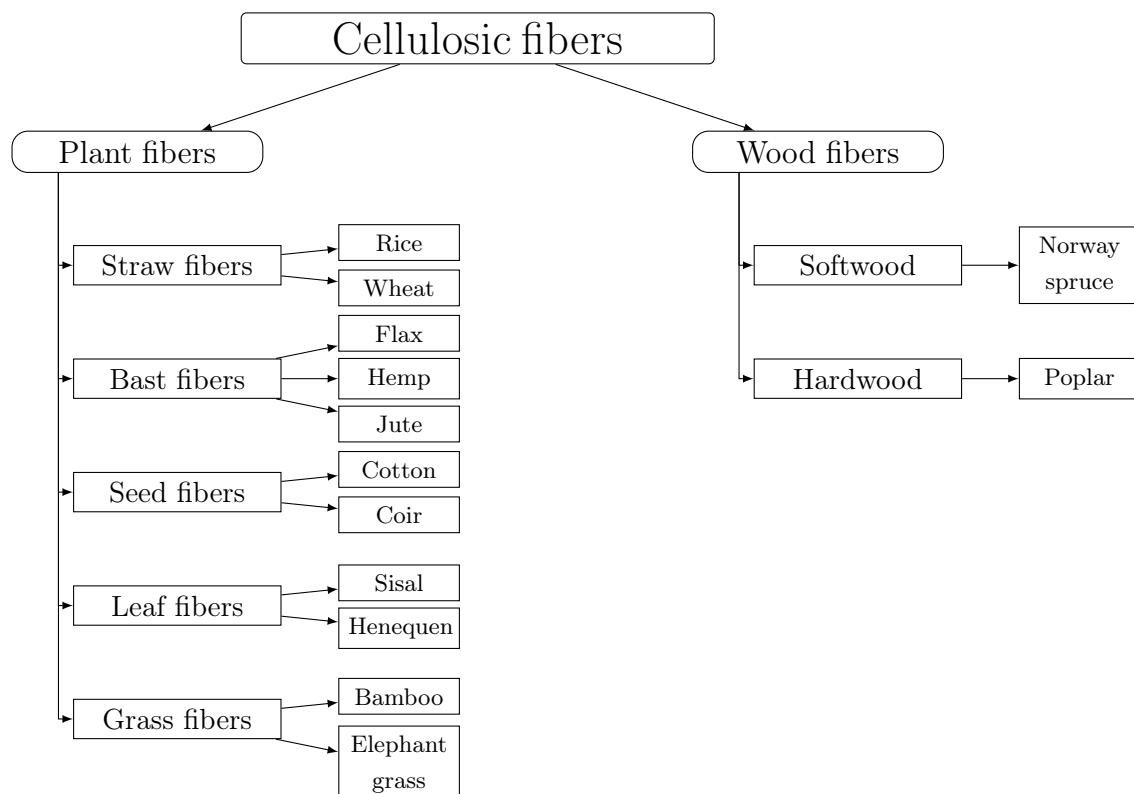 Cellulosic fibers
Plant fibers
Wood fibers
Straw fibers
Rice
Wheat
Bast fibers
Flax
Hemp
Jute
Seed fibers
Cotton
Coir
Leaf fibers
Sisal
Henequen
Grass fibers
Bamboo
Elephant
grass
Softwood
Norway
spruce
Hardwood
Poplar